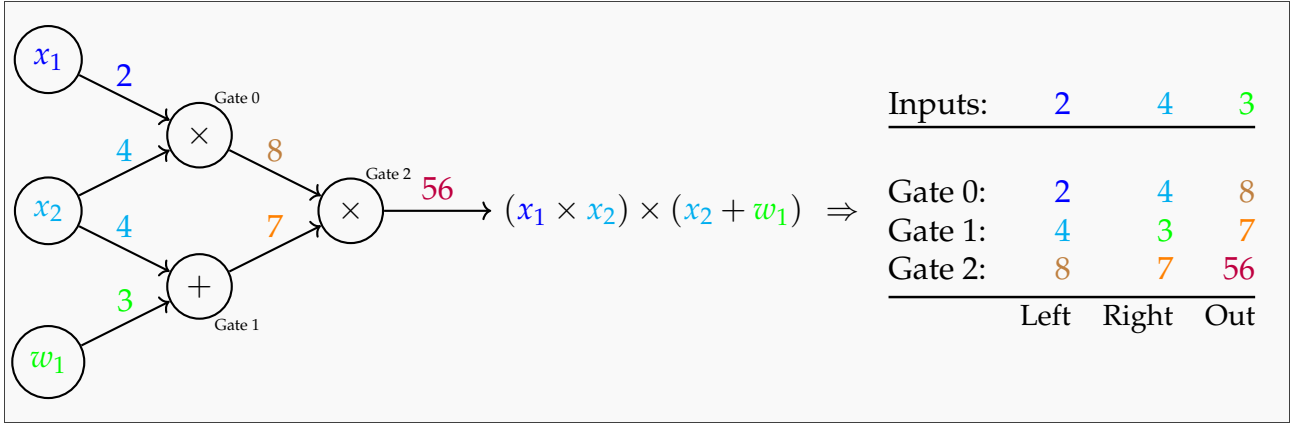 x₁
2
Gate 0
×
4
8
x₂
Gate 2
×
56
(x₁ × x₂) × (x₂ + w₁) ⇒
4
7
+
3
Gate 1
w₁
Inputs: 2 4 3
Gate 0: 2 4 8
Gate 1: 4 3 7
Gate 2: 8 7 56
Left Right Out